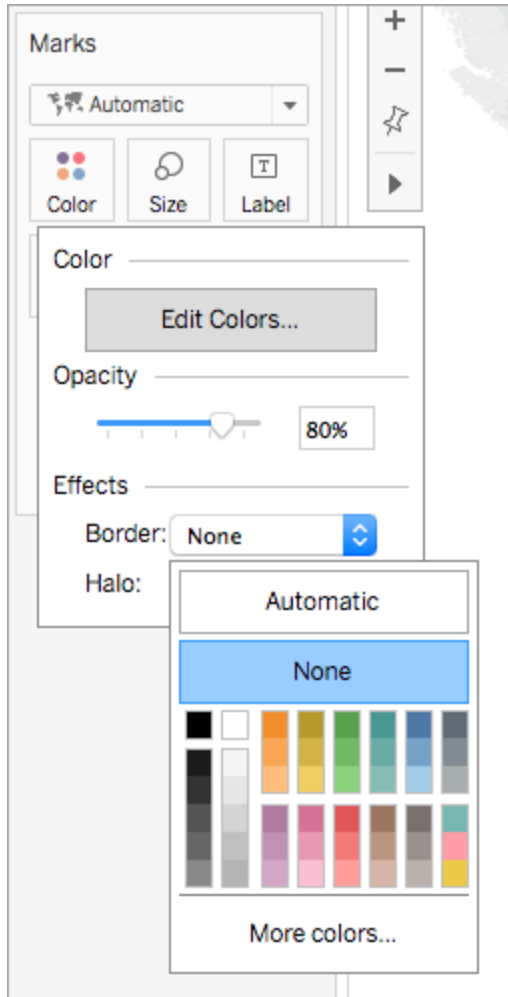 Marks
Automatic
Color Size Label
Color
Edit Colors...
Opacity
80%
Effects
Border: None
Halo:
Automatic
None
More colors...